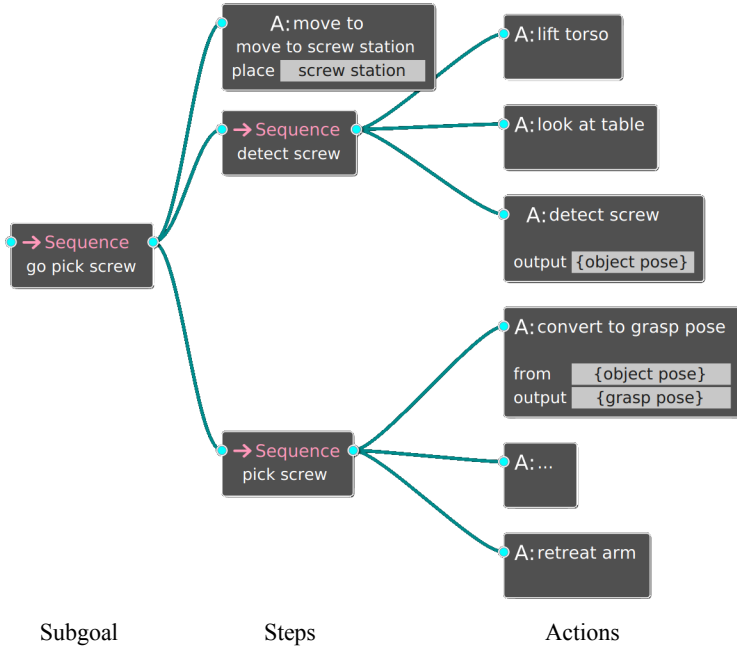 A: move to
move to screw station
place screw station
A: lift torso
→ Sequence
detect screw
A: look at table
A: detect screw
output {object pose}
→ Sequence
go pick screw
A: convert to grasp pose
from {object pose}
output {grasp pose}
→ Sequence
pick screw
A: ...
A: retreat arm
Subgoal Steps Actions